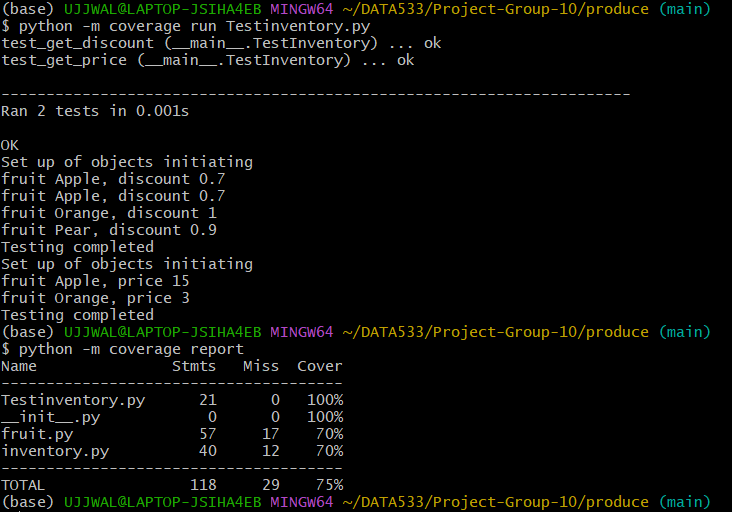 (base) UJJWAL@LAPTOP-JSIHA4EB MINGW64 ~/DATA533/Project-Group-10/produce (main)
$ python -m coverage run Testinventory.py
test_get_discount (__main__.TestInventory) ... ok
test_get_price (__main__.TestInventory) ... ok
----------------------------------------------------------------------
Ran 2 tests in 0.001s
OK
Set up of objects initiating
fruit Apple, discount 0.7
fruit Apple, discount 0.7
fruit Orange, discount 1
fruit Pear, discount 0.9
Testing completed
Set up of objects initiating
fruit Apple, price 15
fruit Orange, price 3
Testing completed
(base) UJJWAL@LAPTOP-JSIHA4EB MINGW64 ~/DATA533/Project-Group-10/produce (main)
$ python -m coverage report
Name               Stmts   Miss  Cover
--------------------------------------
Testinventory.py      21      0   100%
__init__.py            0      0   100%
fruit.py              57     17    70%
inventory.py          40     12    70%
--------------------------------------
TOTAL                118     29    75%
(base) UJJWAL@LAPTOP-JSIHA4EB MINGW64 ~/DATA533/Project-Group-10/produce (main)